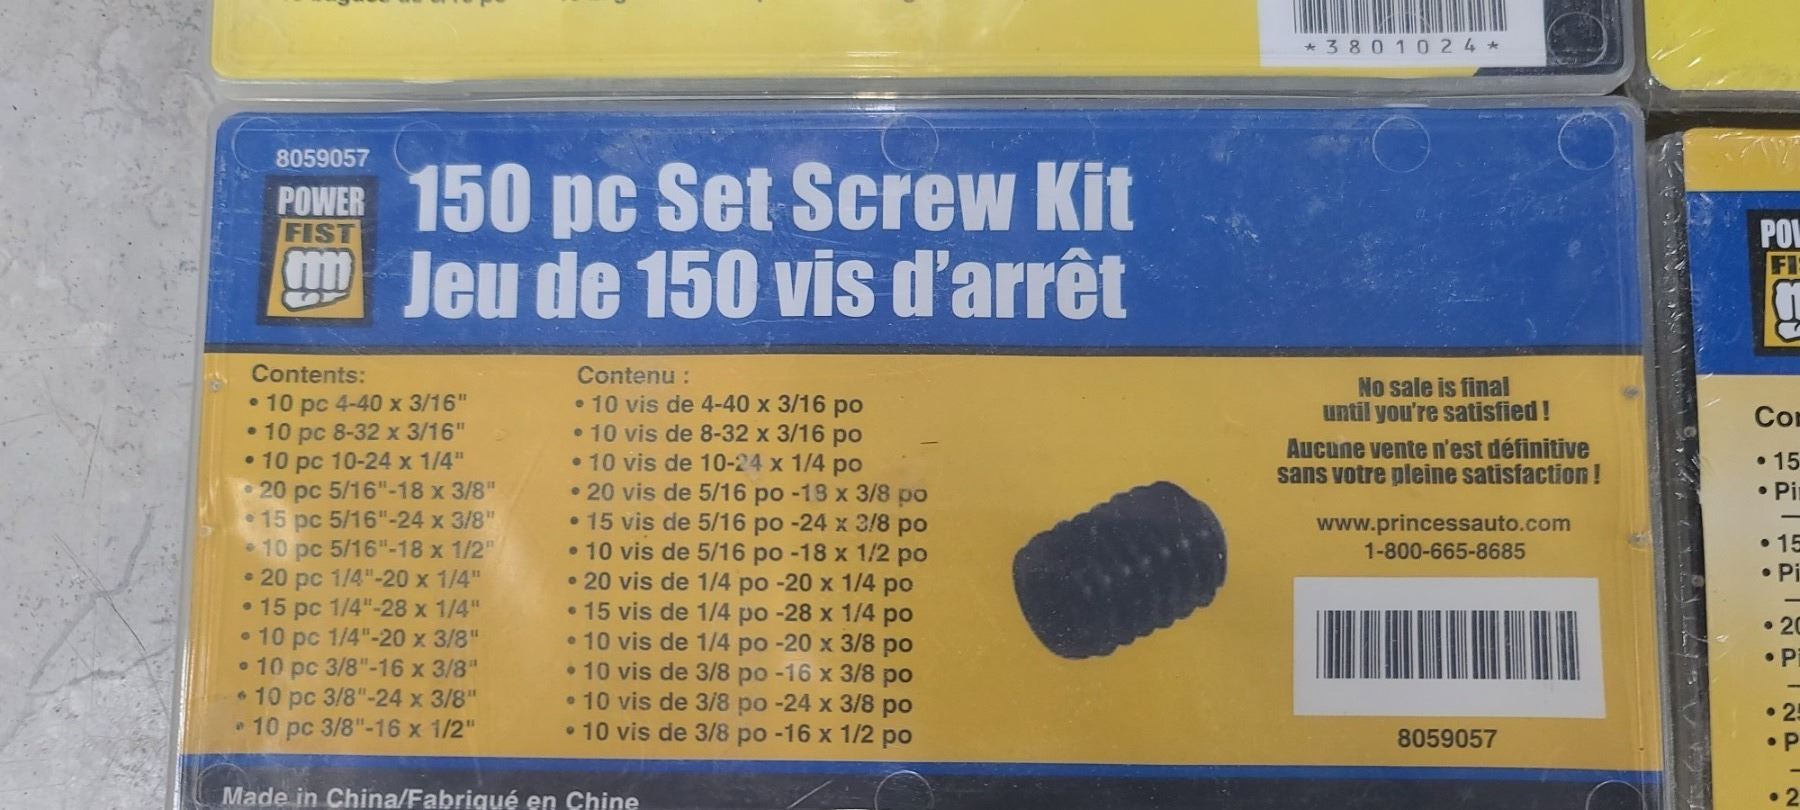 *3801024*
8059057
POWER
FIST
150 pc Set Screw Kit
Jeu de 150 vis d'arrêt
Contents:
• 10 pc 4-40 x 3/16"
• 10 pc 8-32 x 3/16"
• 10 pc 10-24 x 1/4"
• 20 pc 5/16"-18 x 3/8"
• 15 pc 5/16"-24 x 3/8"
• 10 pc 5/16"-18 x 1/2"
• 20 pc 1/4"-20 x 1/4"
• 15 pc 1/4"-28 x 1/4"
• 10 pc 1/4"-20 x 3/8"
• 10 pc 3/8"-16 x 3/8"
• 10 pc 3/8"-24 x 3/8"
• 10 pc 3/8"-16 x 1/2"
Contenu :
• 10 vis de 4-40 x 3/16 po
• 10 vis de 8-32 x 3/16 po
• 10 vis de 10-24 x 1/4 po
• 20 vis de 5/16 po -18 x 3/8 po
• 15 vis de 5/16 po -24 x 3/8 po
• 10 vis de 5/16 po -18 x 1/2 po
• 20 vis de 1/4 po -20 x 1/4 po
• 15 vis de 1/4 po -28 x 1/4 po
• 10 vis de 1/4 po -20 x 3/8 po
• 10 vis de 3/8 po -16 x 3/8 po
• 10 vis de 3/8 po -24 x 3/8 po
• 10 vis de 3/8 po -16 x 1/2 po
No sale is final
until you're satisfied !
Aucune vente n'est définitive
sans votre pleine satisfaction !
www.princessauto.com
1-800-665-8685
8059057
Made in China/Fabriqué en Chine